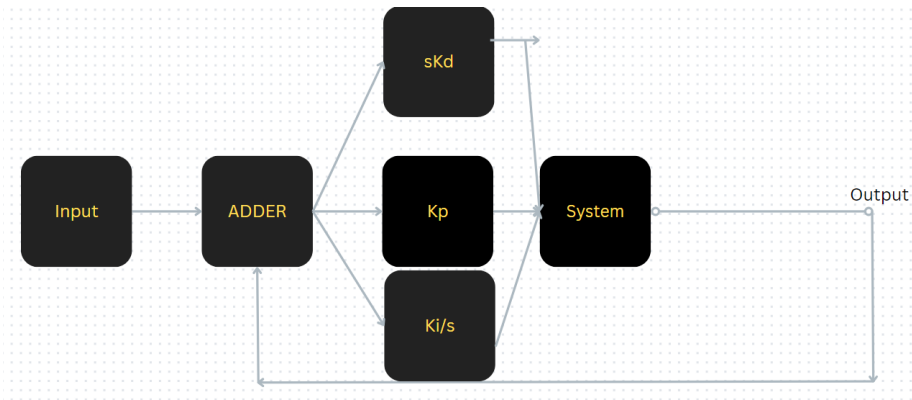 sKd
Input
ADDER
Kp
System
Output
Ki/s